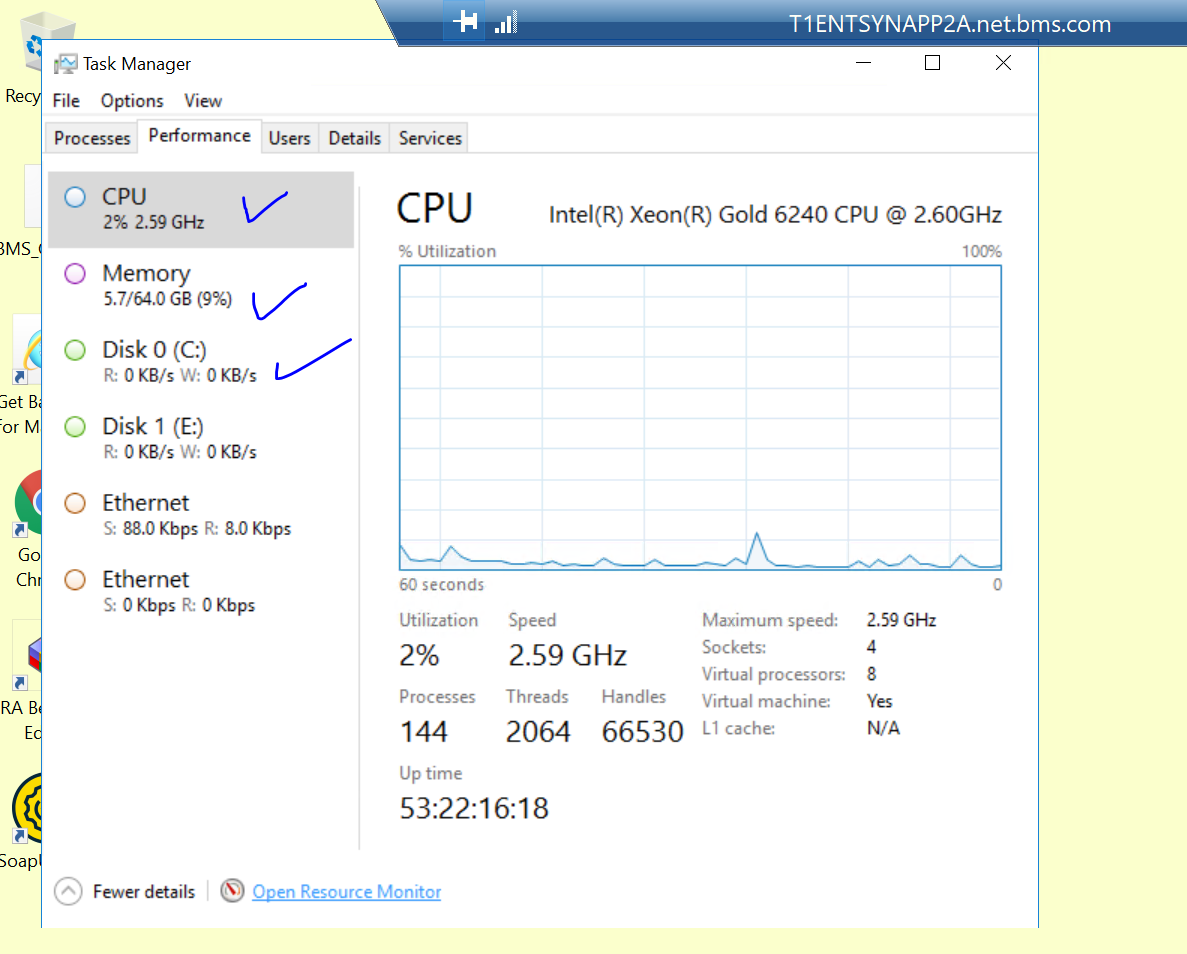 T1ENTSYNAPP2A.net.bms.com
Task Manager
File Options View
Processes Performance Users Details Services
CPU
2% 2.59 GHz
Memory
5.7/64.0 GB (9%)
Disk 0 (C:)
R: 0 KB/s W: 0 KB/s
Disk 1 (E:)
R: 0 KB/s W: 0 KB/s
Ethernet
S: 88.0 Kbps R: 8.0 Kbps
Ethernet
S: 0 Kbps R: 0 Kbps
CPU Intel(R) Xeon(R) Gold 6240 CPU @ 2.60GHz
% Utilization 100%
60 seconds 0
Utilization Speed
2% 2.59 GHz
Processes Threads Handles
144 2064 66530
Up time
53:22:16:18
Maximum speed: 2.59 GHz
Sockets: 4
Virtual processors: 8
Virtual machine: Yes
L1 cache: N/A
Fewer details Open Resource Monitor
Recy
BMS_
Get Ba
for M
Go
Chr
RA Be
Ed
Soap